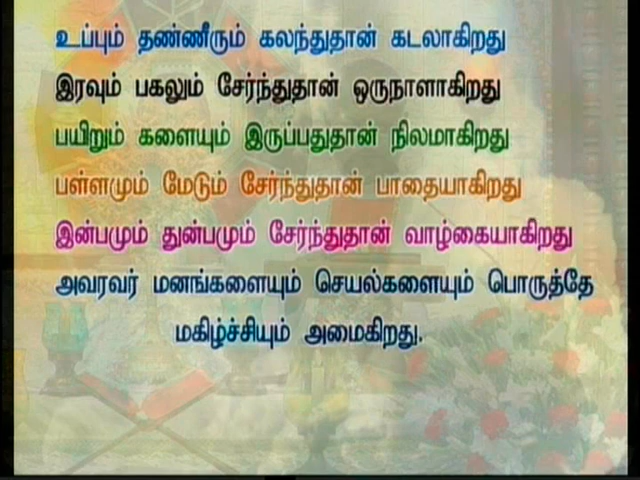 உப்பும் தண்ணீரும் கலந்துதான் கடலாகிறது
இரவும் பகலும் சேர்ந்துதான் ஒருநாளாகிறது
பயிறும் களையும் இருப்பதுதான் நிலமாகிறது
பள்ளமும் மேடும் சேர்ந்துதான் பாதையாகிறது
இன்பமும் துன்பமும் சேர்ந்துதான் வாழ்கையாகிறது
அவரவர் மனங்களையும் செயல்களையும் பொருத்தே
மகிழ்ச்சியும் அமைகிறது.